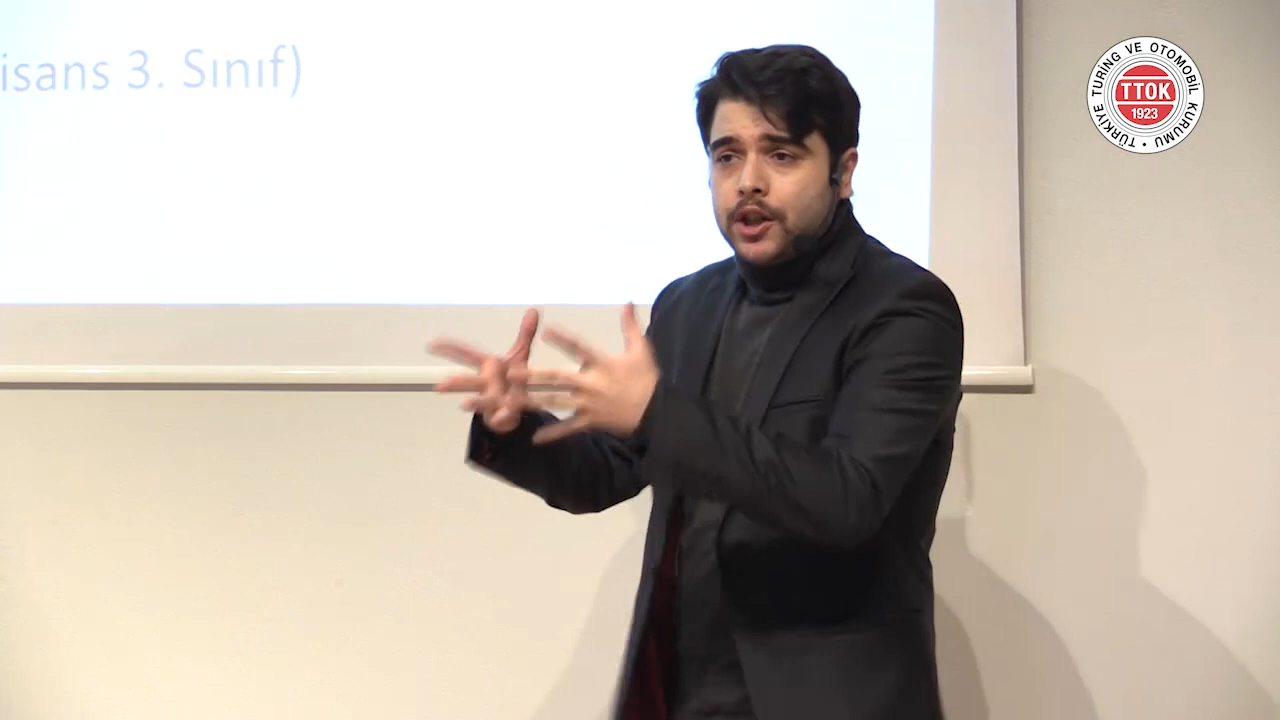 isans 3. Sınıf)
TÜRKİYE TURİNG VE OTOMOBİL KURUMU
TTOK
1923